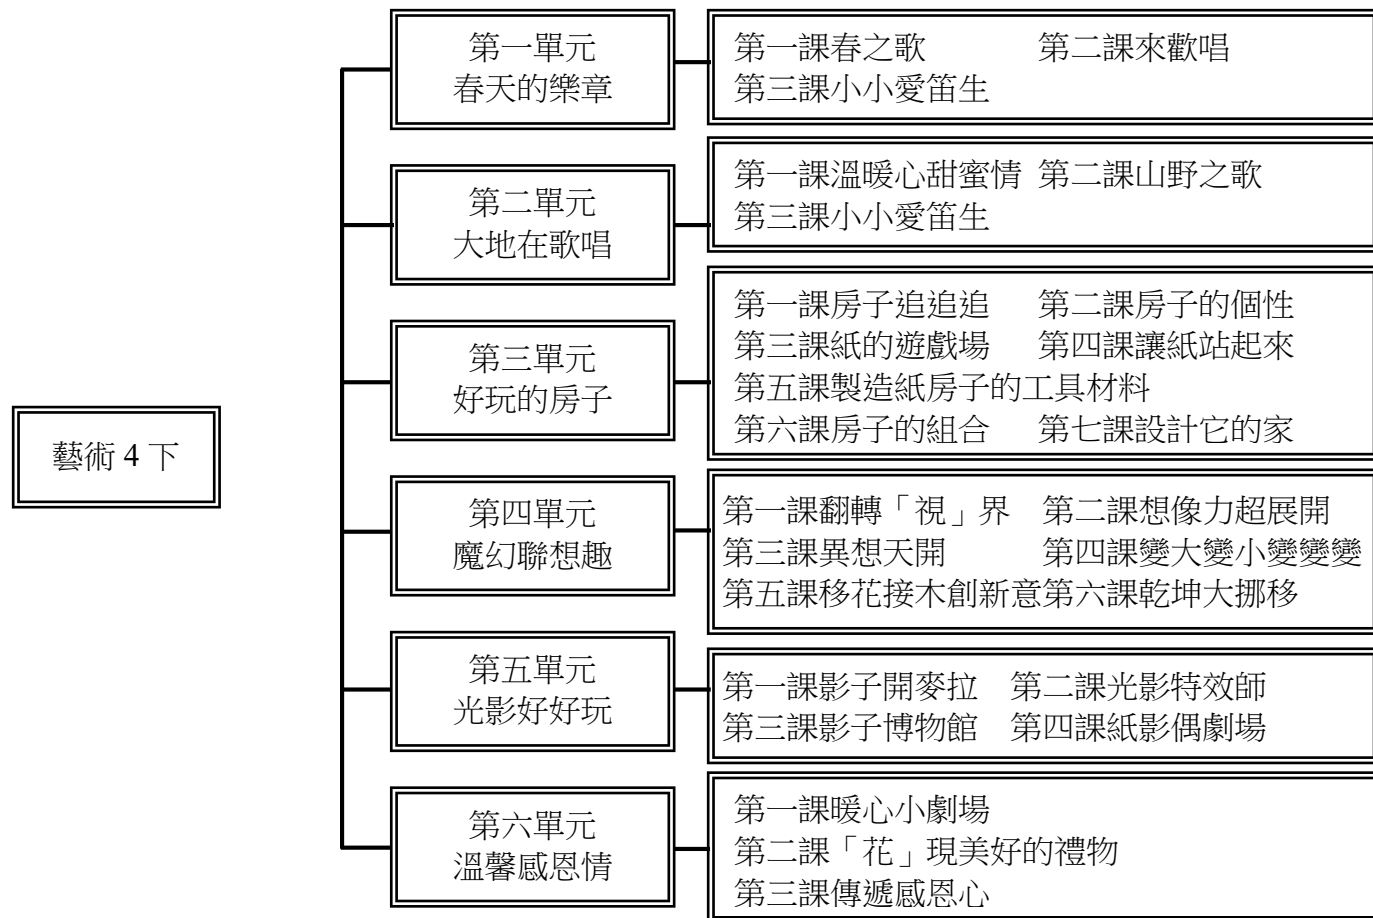 藝術 4 下
第一單元
春天的樂章
第一課春之歌 第二課來歡唱
第三課小小愛笛生
第二單元
大地在歌唱
第一課溫暖心甜蜜情 第二課山野之歌
第三課小小愛笛生
第三單元
好玩的房子
第一課房子追追追 第二課房子的個性
第三課紙的遊戲場 第四課讓紙站起來
第五課製造紙房子的工具材料
第六課房子的組合 第七課設計它的家
第四單元
魔幻聯想趣
第一課翻轉「視」界 第二課想像力超展開
第三課異想天開 第四課變大變小變變變
第五課移花接木創新意第六課乾坤大挪移
第五單元
光影好好玩
第一課影子開麥拉 第二課光影特效師
第三課影子博物館 第四課紙影偶劇場
第六單元
溫馨感恩情
第一課暖心小劇場
第二課「花」現美好的禮物
第三課傳遞感恩心